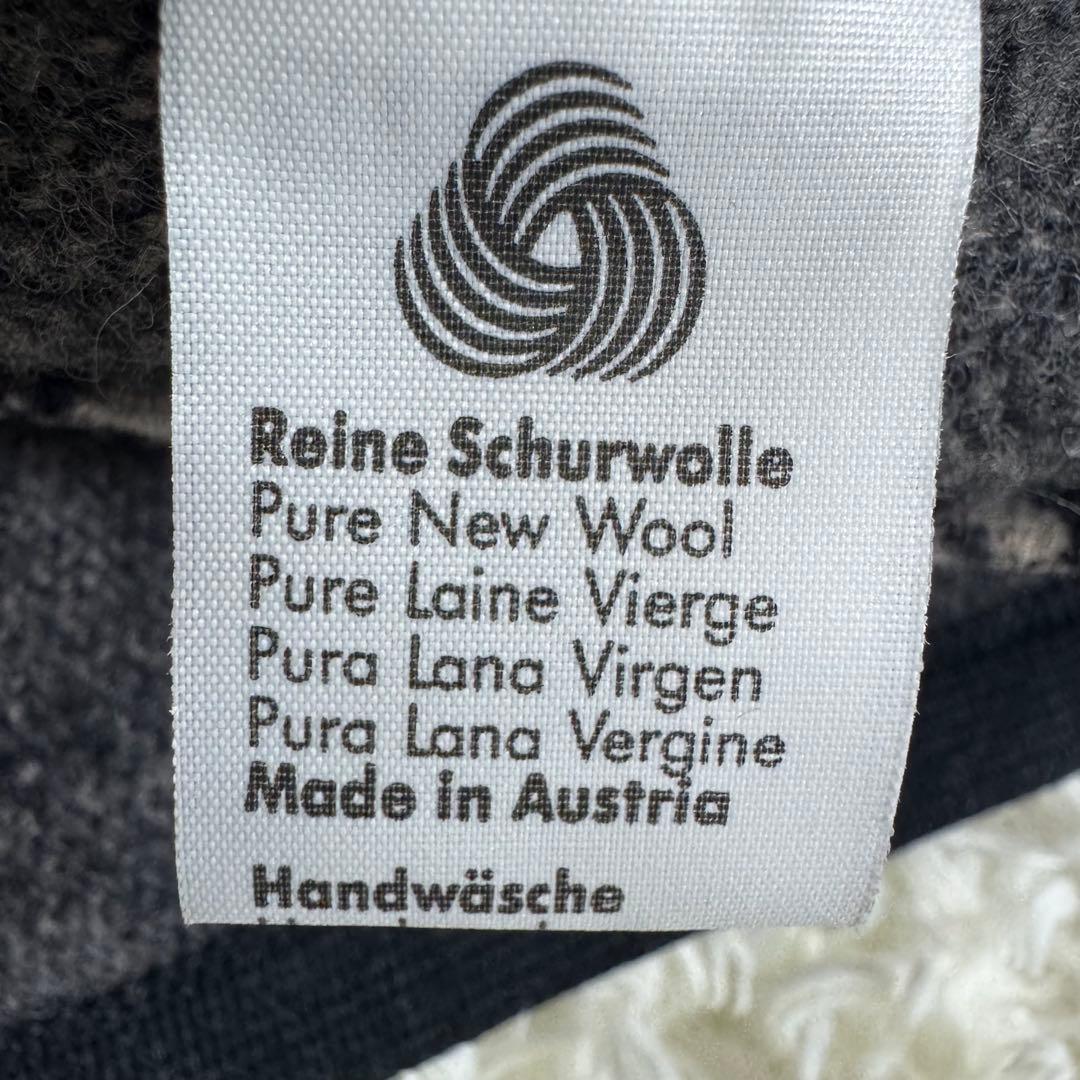 Reine Schurwolle
Pure New Wool
Pure Laine Vierge
Pura Lana Virgen
Pura Lana Vergine
Made in Austria
Handwäsche